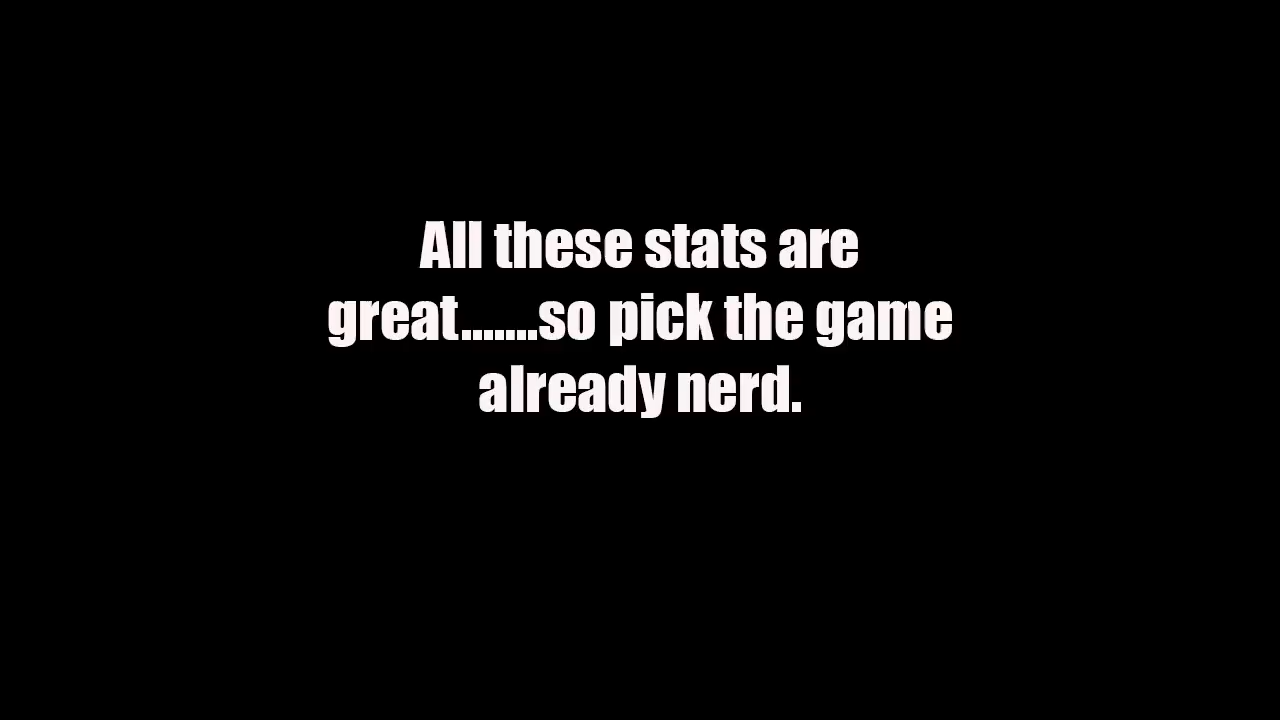 All these stats are
great.......so pick the game
already nerd.